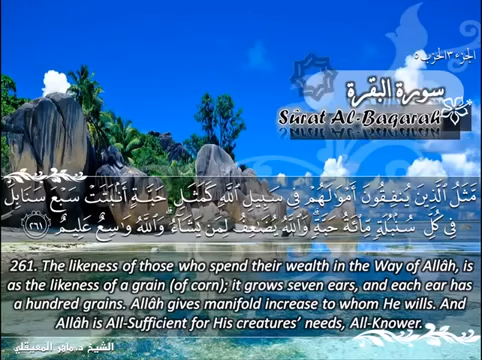 الجزء ٣ الحزب ٥
سورة البقرة
Sûrat Al-Baqarah
مَّثَلُ الَّذِينَ يُنفِقُونَ أَمْوَالَهُمْ فِي سَبِيلِ اللَّهِ كَمَثَلِ حَبَّةٍ أَنبَتَتْ سَبْعَ سَنَابِلَ
فِي كُلِّ سُنبُلَةٍ مِّائَةُ حَبَّةٍ وَاللَّهُ يُضَاعِفُ لِمَن يَشَاءُ وَاللَّهُ وَاسِعٌ عَلِيمٌ ﴿٢٦١﴾
261. The likeness of those who spend their wealth in the Way of Allâh, is
as the likeness of a grain (of corn); it grows seven ears, and each ear has
a hundred grains. Allâh gives manifold increase to whom He wills. And
Allâh is All-Sufficient for His creatures’ needs, All-Knower.
الشيخ د. ماهر المعيقلي